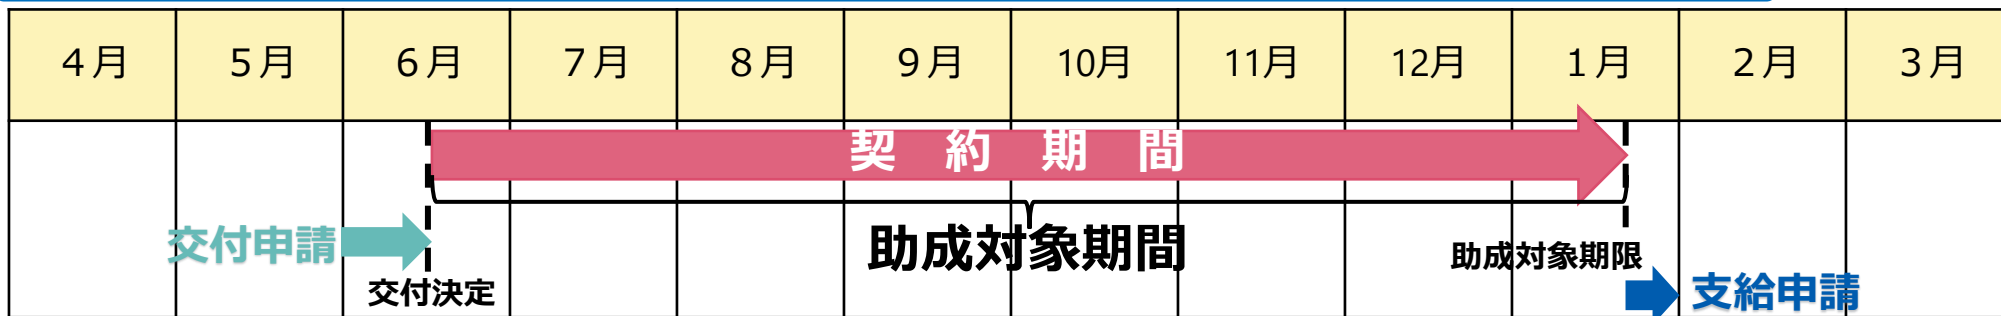 4月 5月 6月 7月 8月 9月 10月 11月 12月 1月 2月 3月
契約期間
交付申請
助成対象期間
助成対象期限
交付決定
支給申請